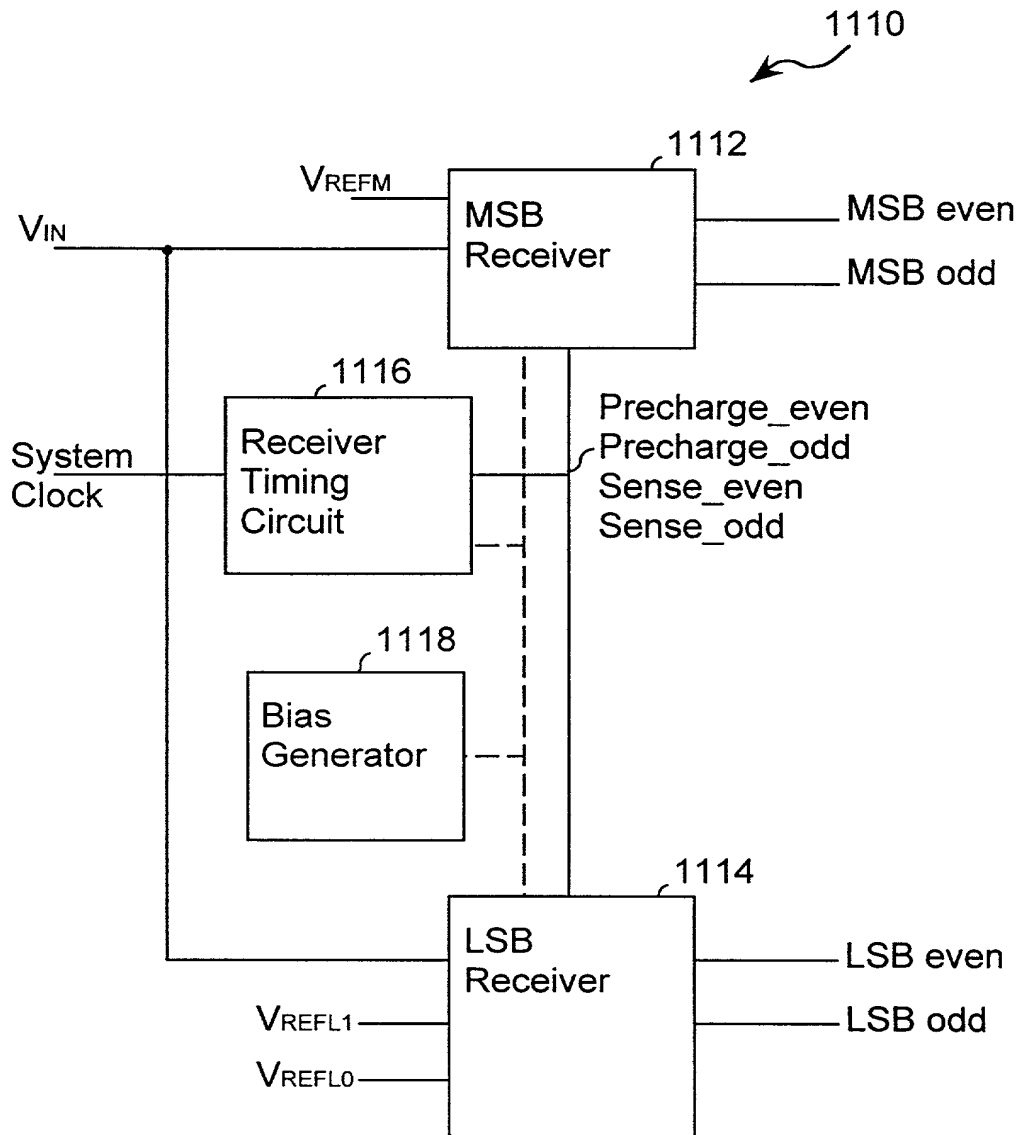 1110
1112
VREFM
MSB
Receiver
MSB even
MSB odd
VIN
1116
Receiver
Timing
Circuit
System
Clock
Precharge_even
Precharge_odd
Sense_even
Sense_odd
1118
Bias
Generator
1114
LSB
Receiver
LSB even
LSB odd
VREFL1
VREFL0